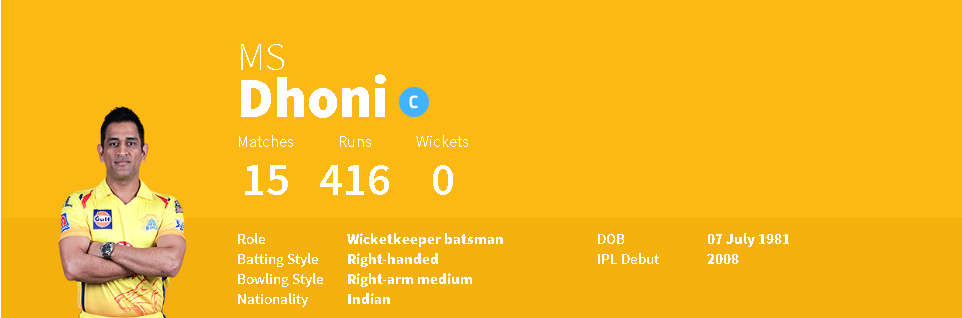 MS
Dhoni C
Matches Runs Wickets
15 416 0
Role Wicketkeeper batsman DOB 07 July 1981
Batting Style Right-handed IPL Debut 2008
Bowling Style Right-arm medium
Nationality Indian
Gulf